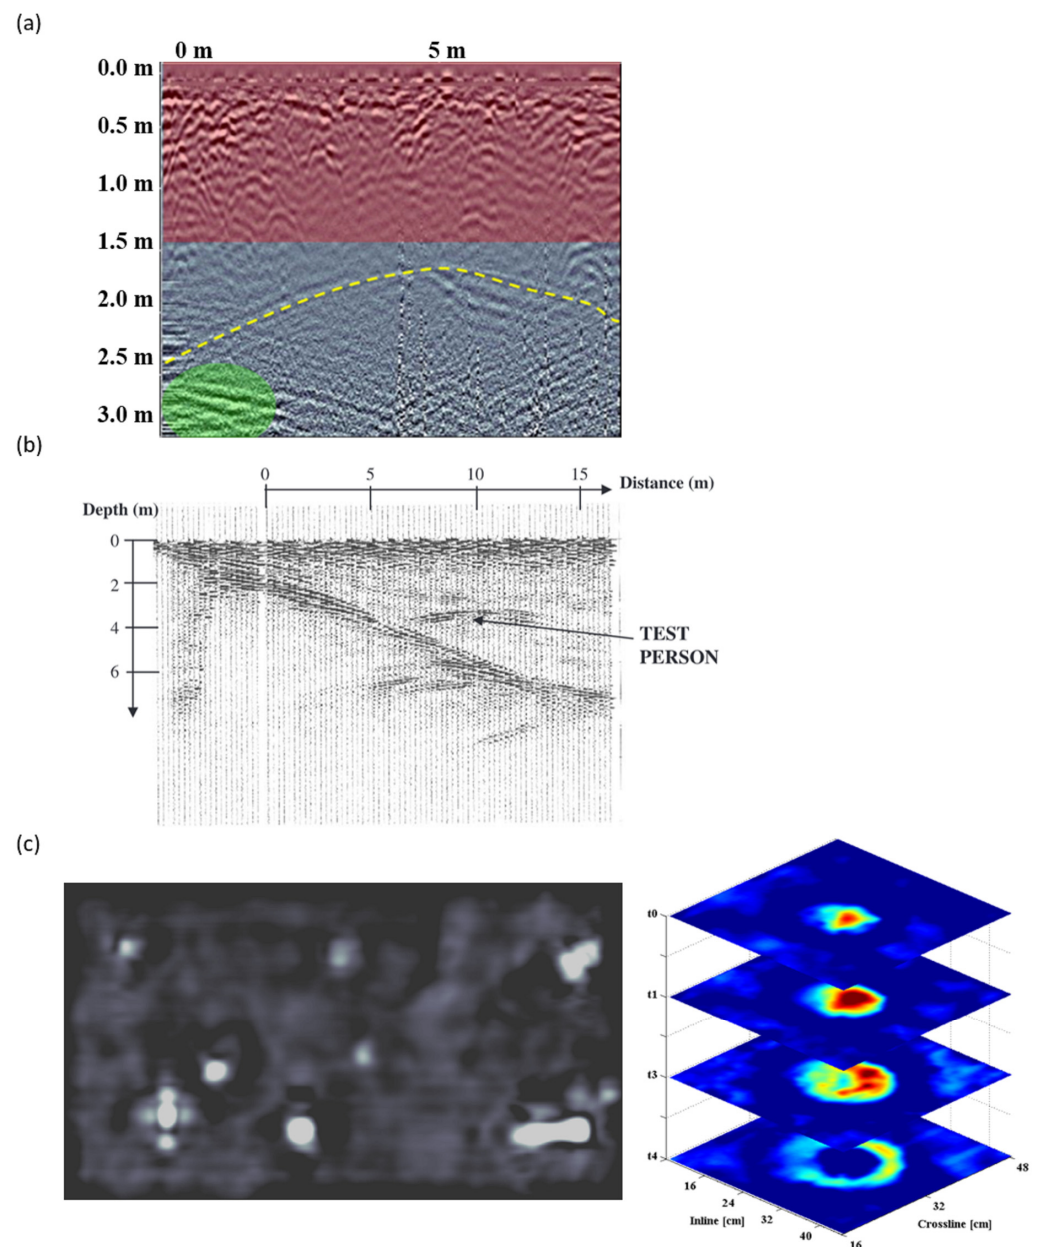 (a)
0 m 5 m
0.0 m
0.5 m
1.0 m
1.5 m
2.0 m
2.5 m
3.0 m
(b)
0 5 10 15 Distance (m)
Depth (m)
0
2
4
6
TEST
PERSON
(c)
t0
t1
t3
t4
16
24
32
40
Inline [cm]
16
32
48
Crossline [cm]